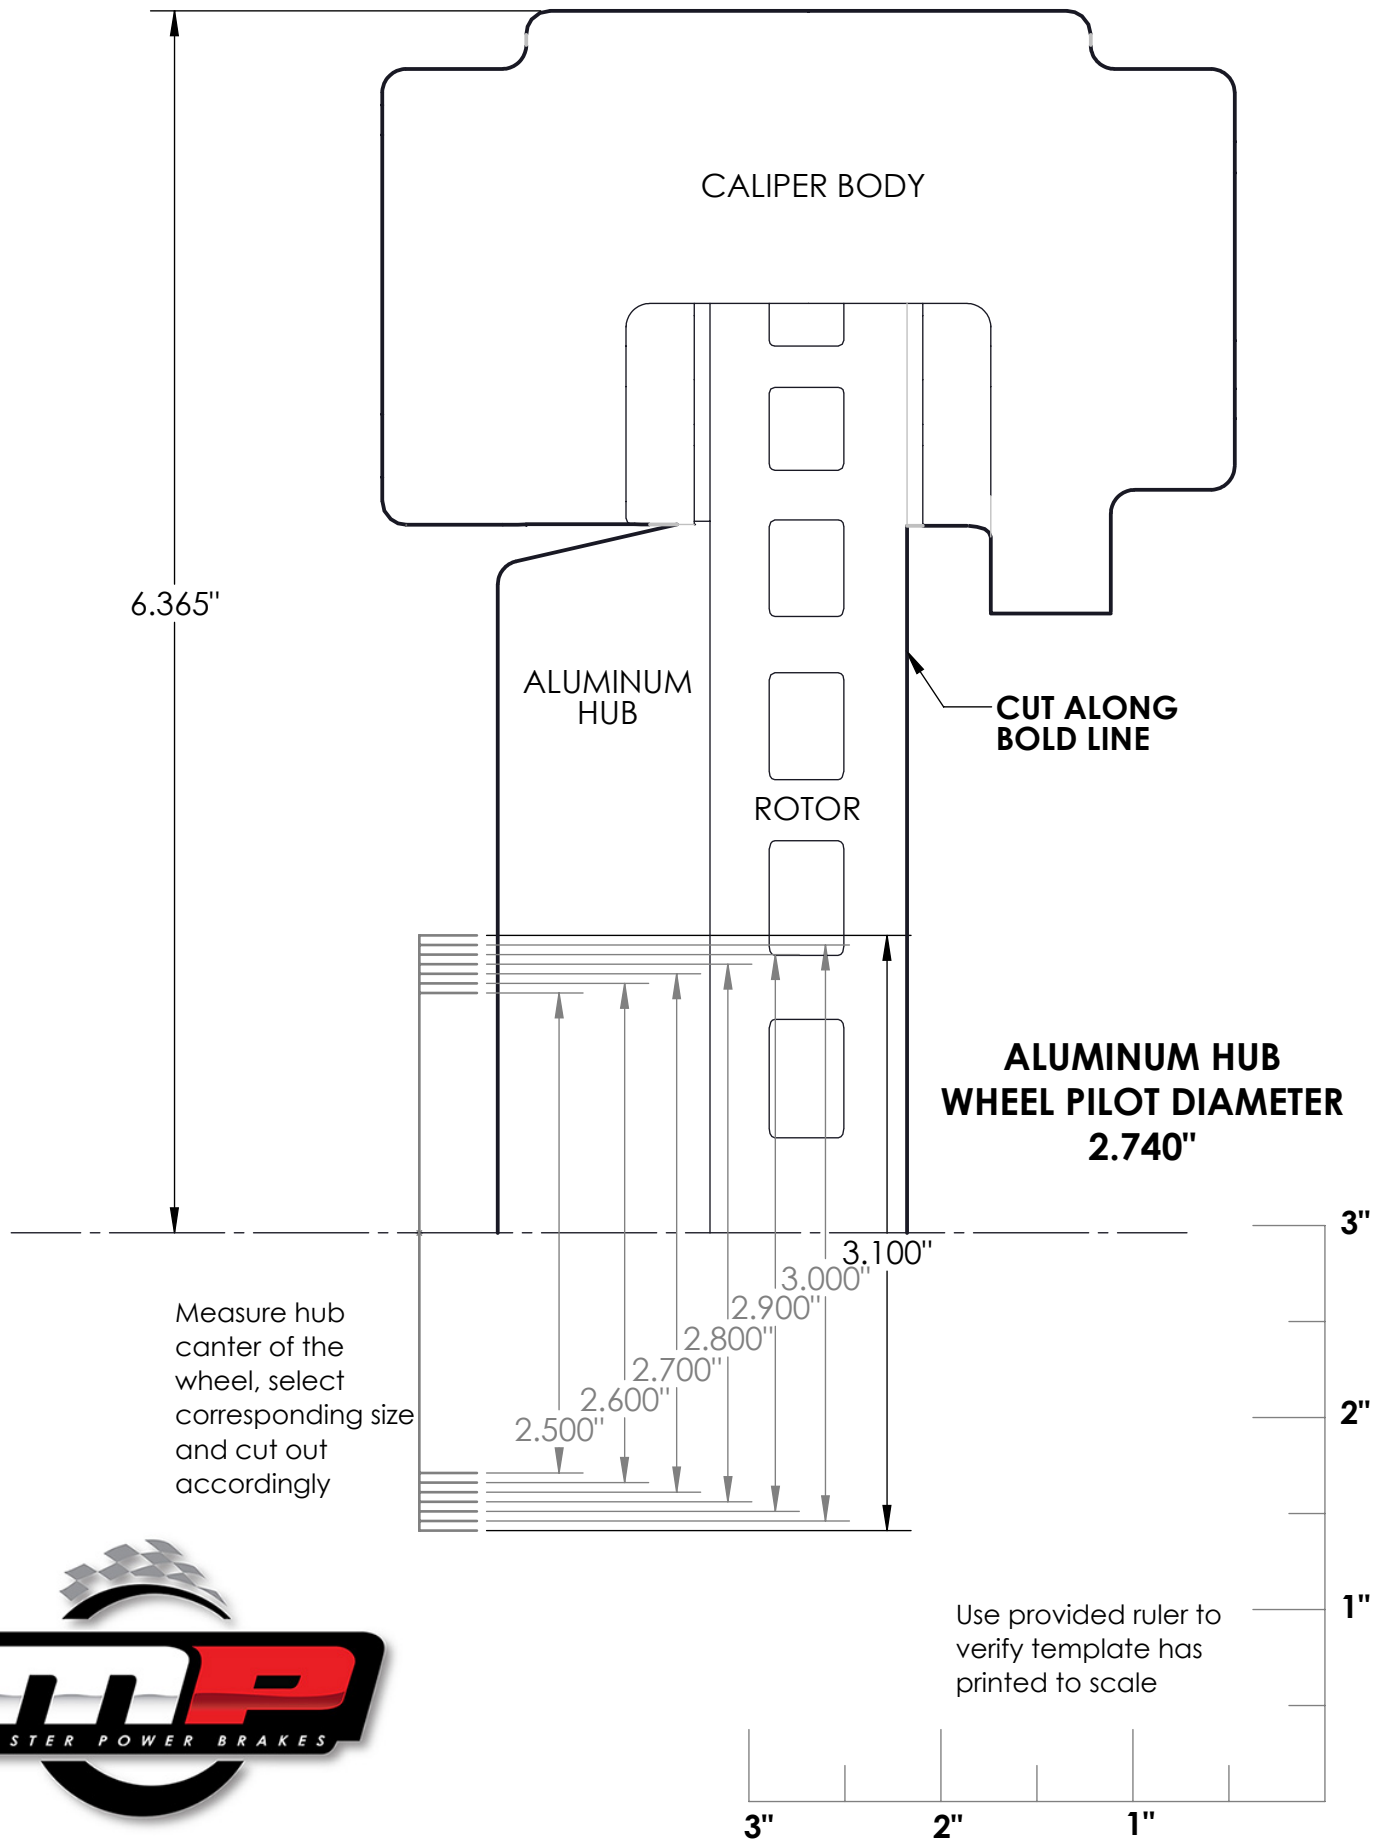 CALIPER BODY
6.365"
ALUMINUM
HUB
CUT ALONG
BOLD LINE
ROTOR
ALUMINUM HUB
WHEEL PILOT DIAMETER
2.740"
3"
3.100"
3.000"
2.900"
2.800"
2.700"
2.600"
2.500"
Measure hub
canter of the
wheel, select
corresponding size
and cut out
accordingly
2"
1"
Use provided ruler to
verify template has
printed to scale
mP
STER POWER BRAKES
3"
2"
1"